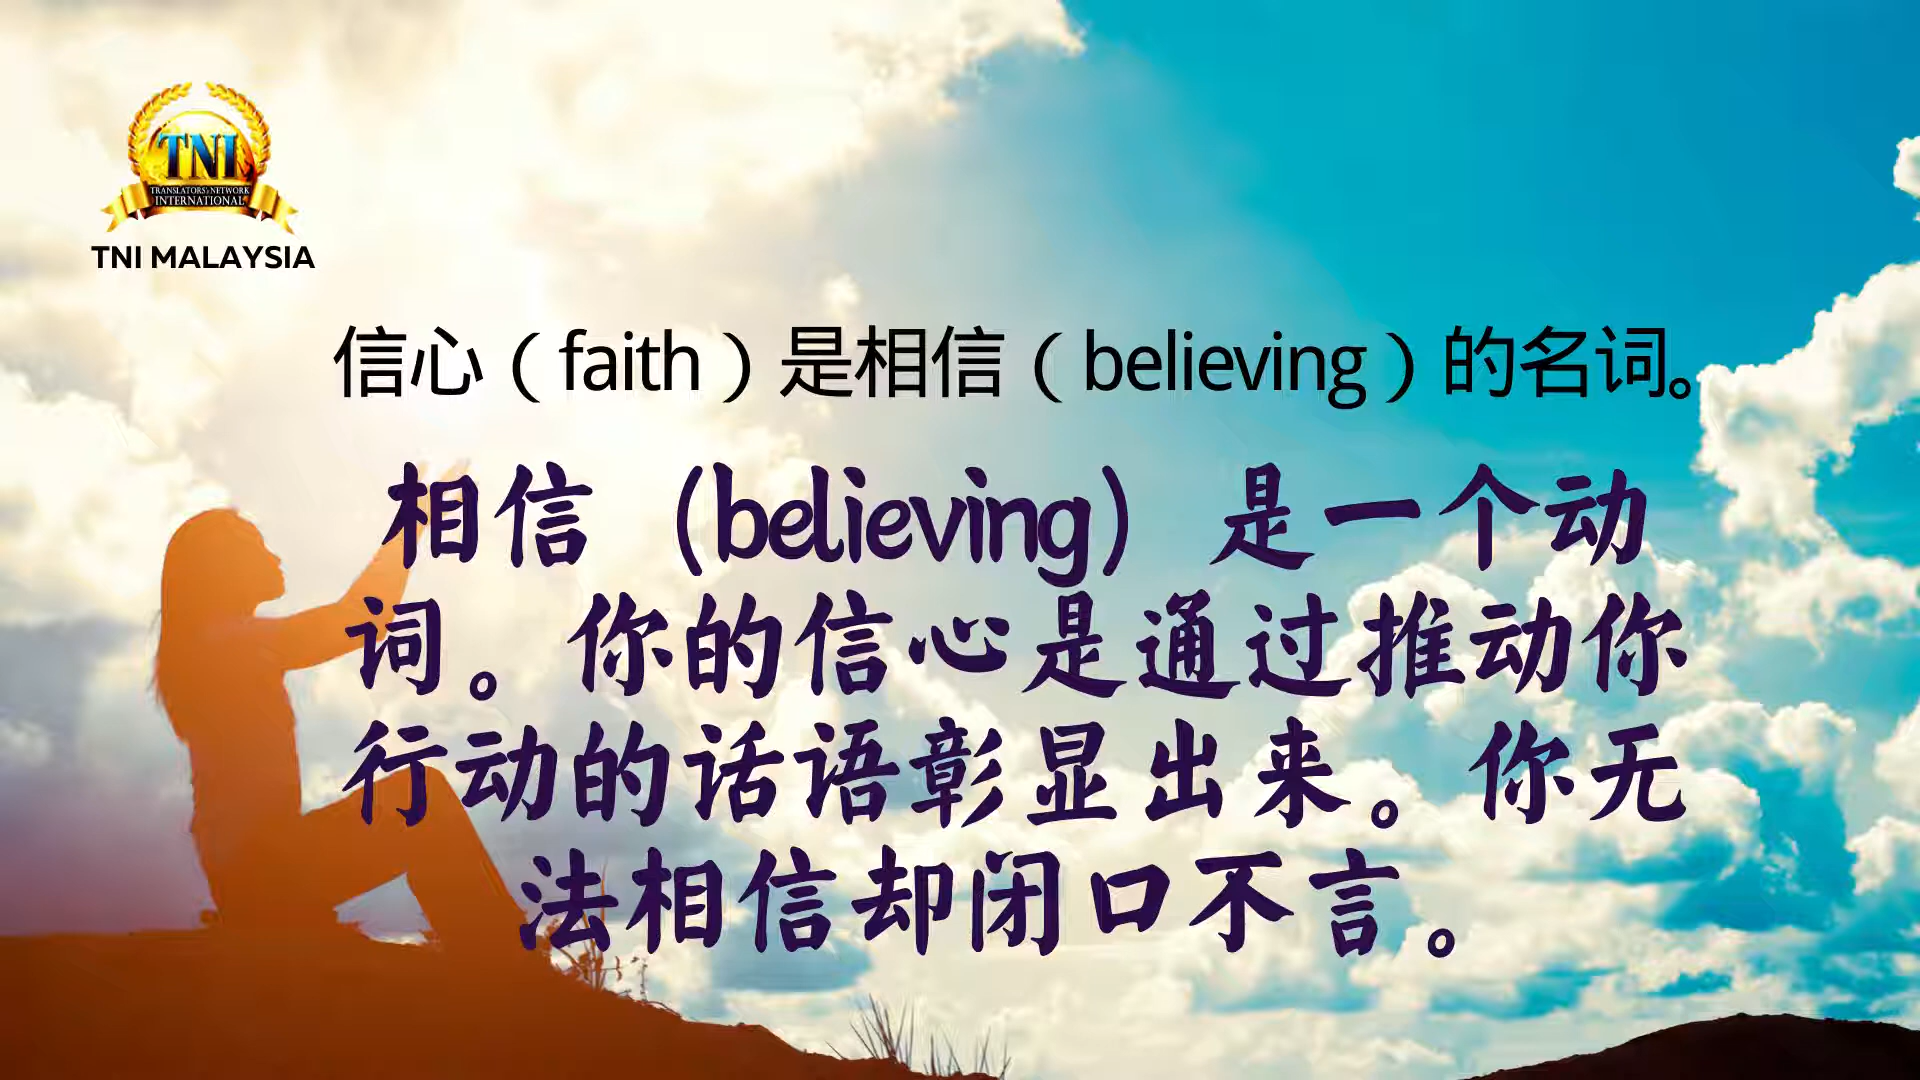 TNI
TRANSLATORS' NETWORK
INTERNATIONAL
TNI MALAYSIA
信心（faith）是相信（believing）的名词。
相信（believing）是一个动
词。你的信心是通过推动你
行动的话语彰显出来。你无
法相信却闭口不言。